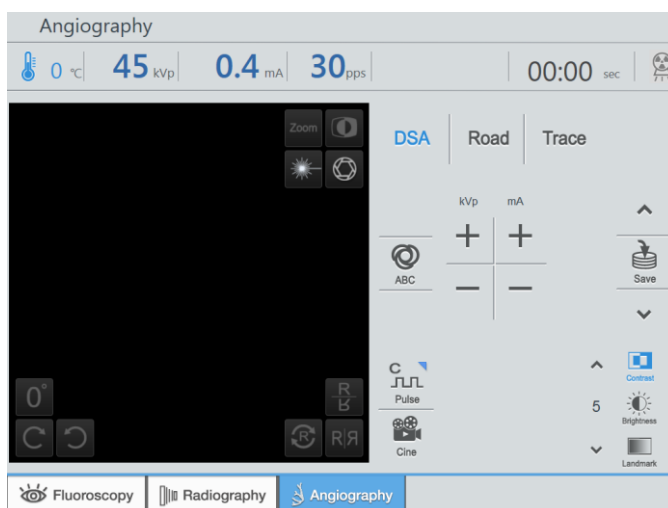 Angiography
0 ℃ 45 kVp 0.4 mA 30 pps 00:00 sec
Zoom
DSA Road Trace
kVp mA
+ +
ABC
Save
− −
C
Pulse
Contrast
5
Brightness
0°
R
R
Cine
Landmark
R
R|R
Fluoroscopy Radiography Angiography